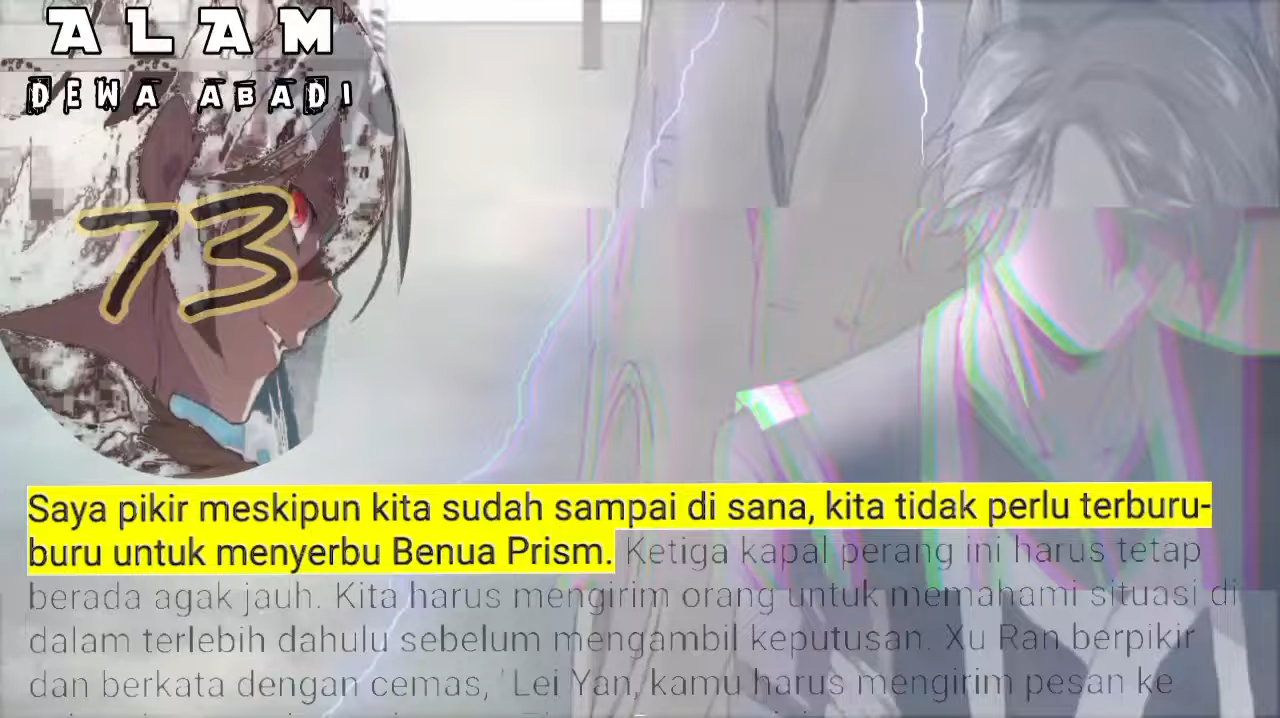 ALAM
DEWA ABADI
73
Saya pikir meskipun kita sudah sampai di sana, kita tidak perlu terburu-
buru untuk menyerbu Benua Prism. Ketiga kapal perang ini harus tetap
berada agak jauh. Kita harus mengirim orang untuk memahami situasi di
dalam terlebih dahulu sebelum mengambil keputusan. Xu Ran berpikir
dan berkata dengan cemas, 'Lei Yan, kamu harus mengirim pesan ke